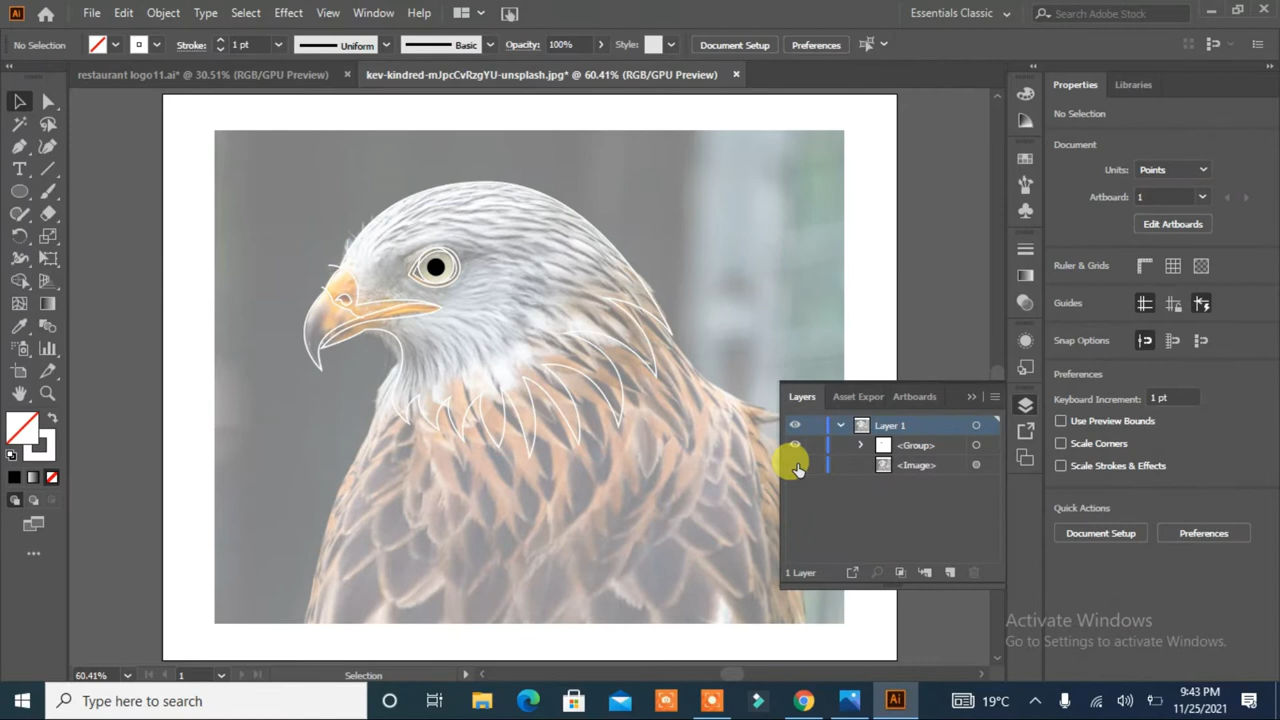 Ai File Edit Object Type Select Effect View Window Help Essentials Classic Search Adobe Stock
No Selection Stroke: 1 pt Uniform Basic Opacity: 100% Style: Document Setup Preferences
restaurant logo11.ai* @ 30.51% (RGB/GPU Preview) kev-kindred-mJpcCvRzgYU-unsplash.jpg* @ 60.41% (RGB/GPU Preview)
Properties Libraries
No Selection
Document
Units: Points
Artboard: 1
Edit Artboards
Ruler & Grids
Guides
Snap Options
Preferences
Keyboard Increment: 1 pt
Use Preview Bounds
Scale Corners
Scale Strokes & Effects
Quick Actions
Document Setup Preferences
Layers Asset Expor Artboards
Layer 1
<Group>
<Image>
1 Layer
Activate Windows
Go to Settings to activate Windows.
60.41% 1 Selection
Type here to search Ai 19°C 9:43 PM
11/25/2021